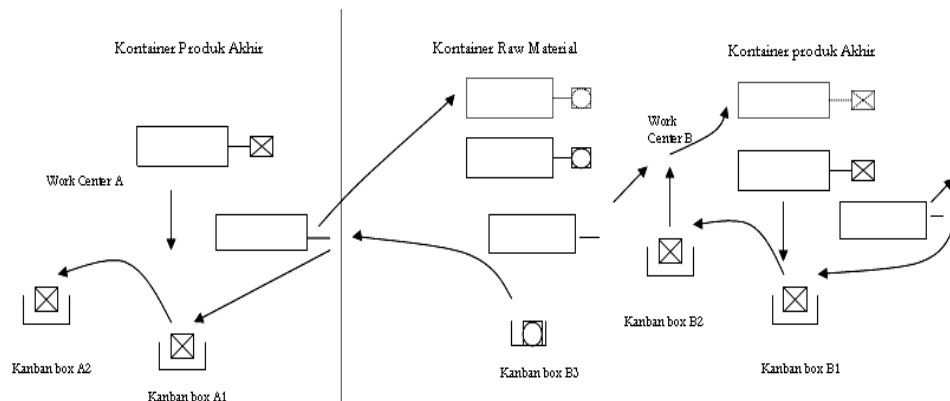 Kontainer Produk Akhir
Kontainer Raw Material
Kontainer produk Akhir
Work
Center B
Work Center A
Kanban box B2
Kanban box A2
Kanban box B3
Kanban box B1
Kanban box A1